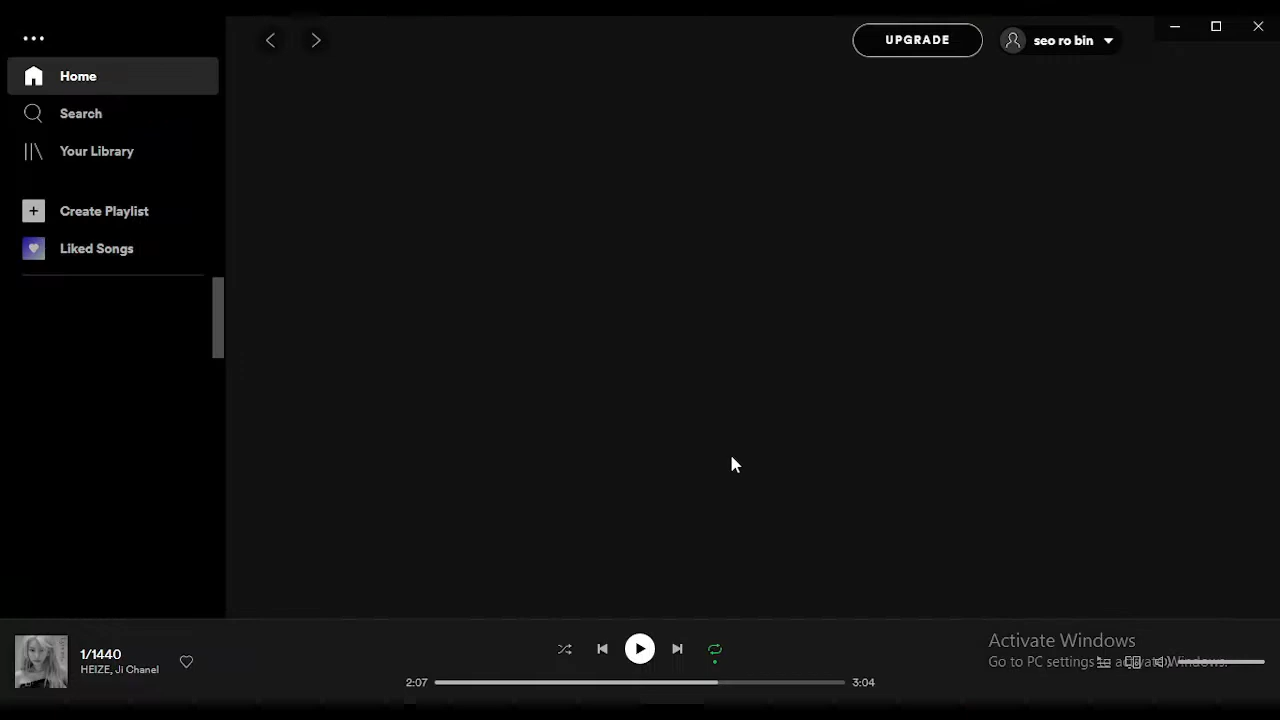 UPGRADE
seo ro bin
Home
Search
Your Library
Create Playlist
Liked Songs
1/1440
HEIZE, Ji Chanel
2:07
3:04
Activate Windows
Go to PC settings to activate Windows.